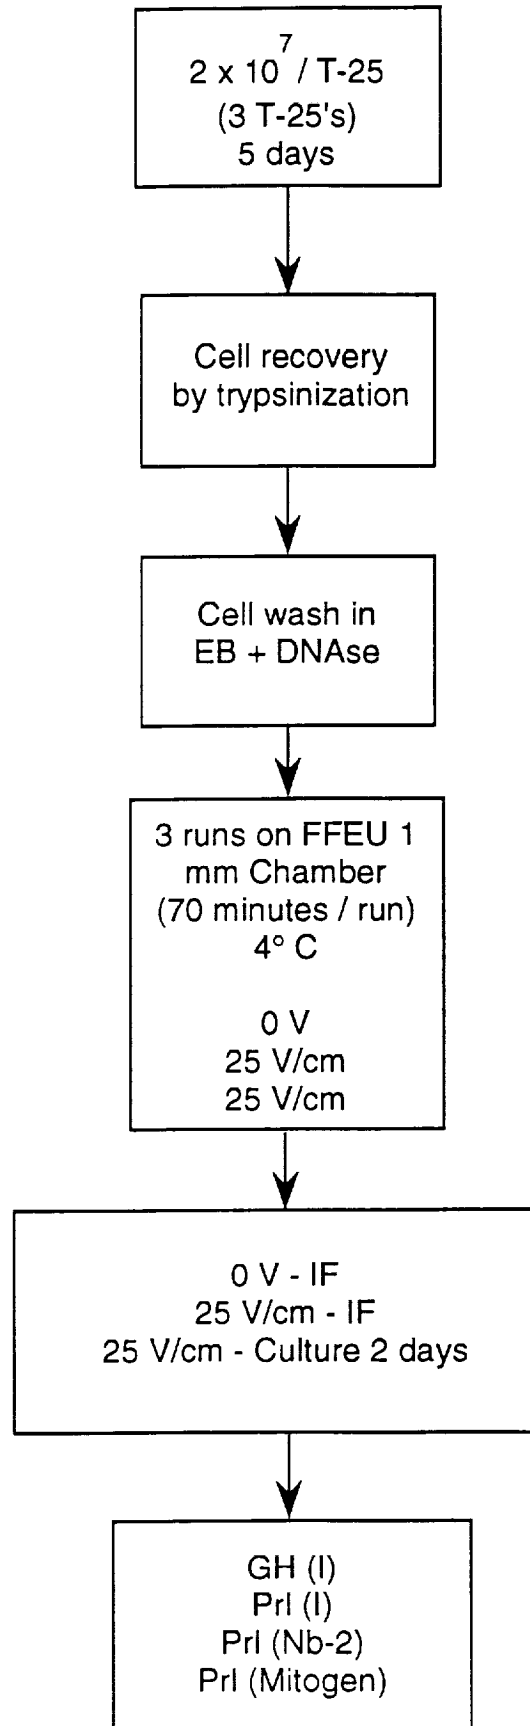 2 x 10⁷ / T-25
(3 T-25's)
5 days
Cell recovery
by trypsinization
Cell wash in
EB + DNAse
3 runs on FFEU 1
mm Chamber
(70 minutes / run)
4° C
0 V
25 V/cm
25 V/cm
0 V - IF
25 V/cm - IF
25 V/cm - Culture 2 days
GH (I)
Prl (I)
Prl (Nb-2)
Prl (Mitogen)